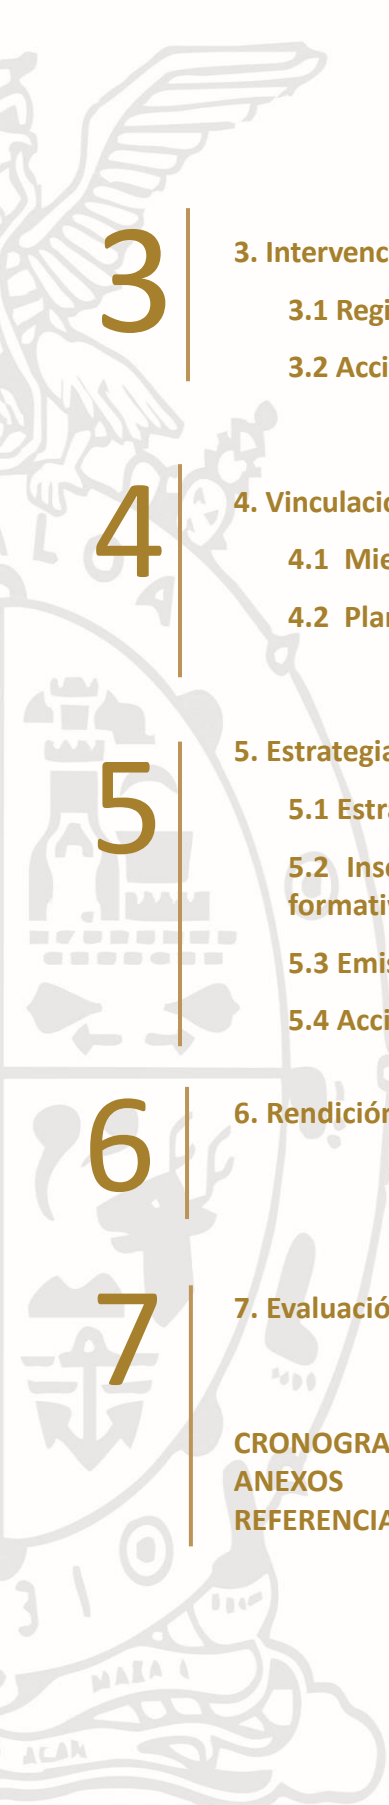 3
3. Intervenc
3.1 Regi
3.2 Acci
4
4. Vinculaci
4.1 Mie
4.2 Plan
5
5. Estrategia
5.1 Estra
5.2 Inse
formativ
5.3 Emis
5.4 Acci
6
6. Rendición
7
7. Evaluació
CRONOGRA
ANEXOS
REFERENCIA